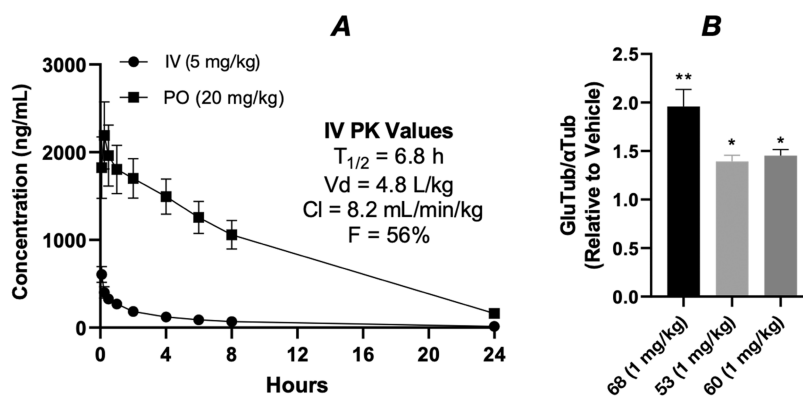 A
IV (5 mg/kg)
PO (20 mg/kg)
Concentration (ng/mL)
3000
2000
1000
0
IV PK Values
T1/2 = 6.8 h
Vd = 4.8 L/kg
Cl = 8.2 mL/min/kg
F = 56%
0 4 8 12 16 20 24
Hours
B
GluTub/αTub
(Relative to Vehicle)
2.5
2.0
1.5
1.0
0.5
0.0
** * *
68 (1 mg/kg)
53 (1 mg/kg)
60 (1 mg/kg)